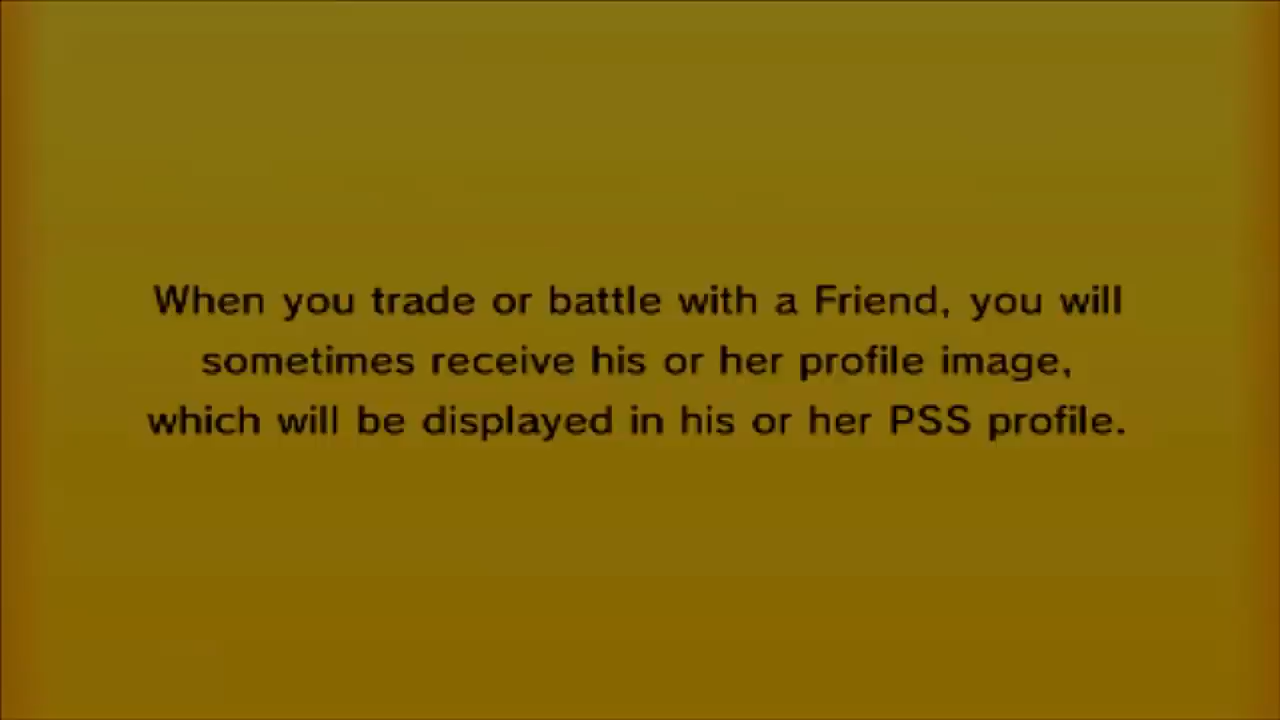 When you trade or battle with a Friend, you will
sometimes receive his or her profile image,
which will be displayed in his or her PSS profile.